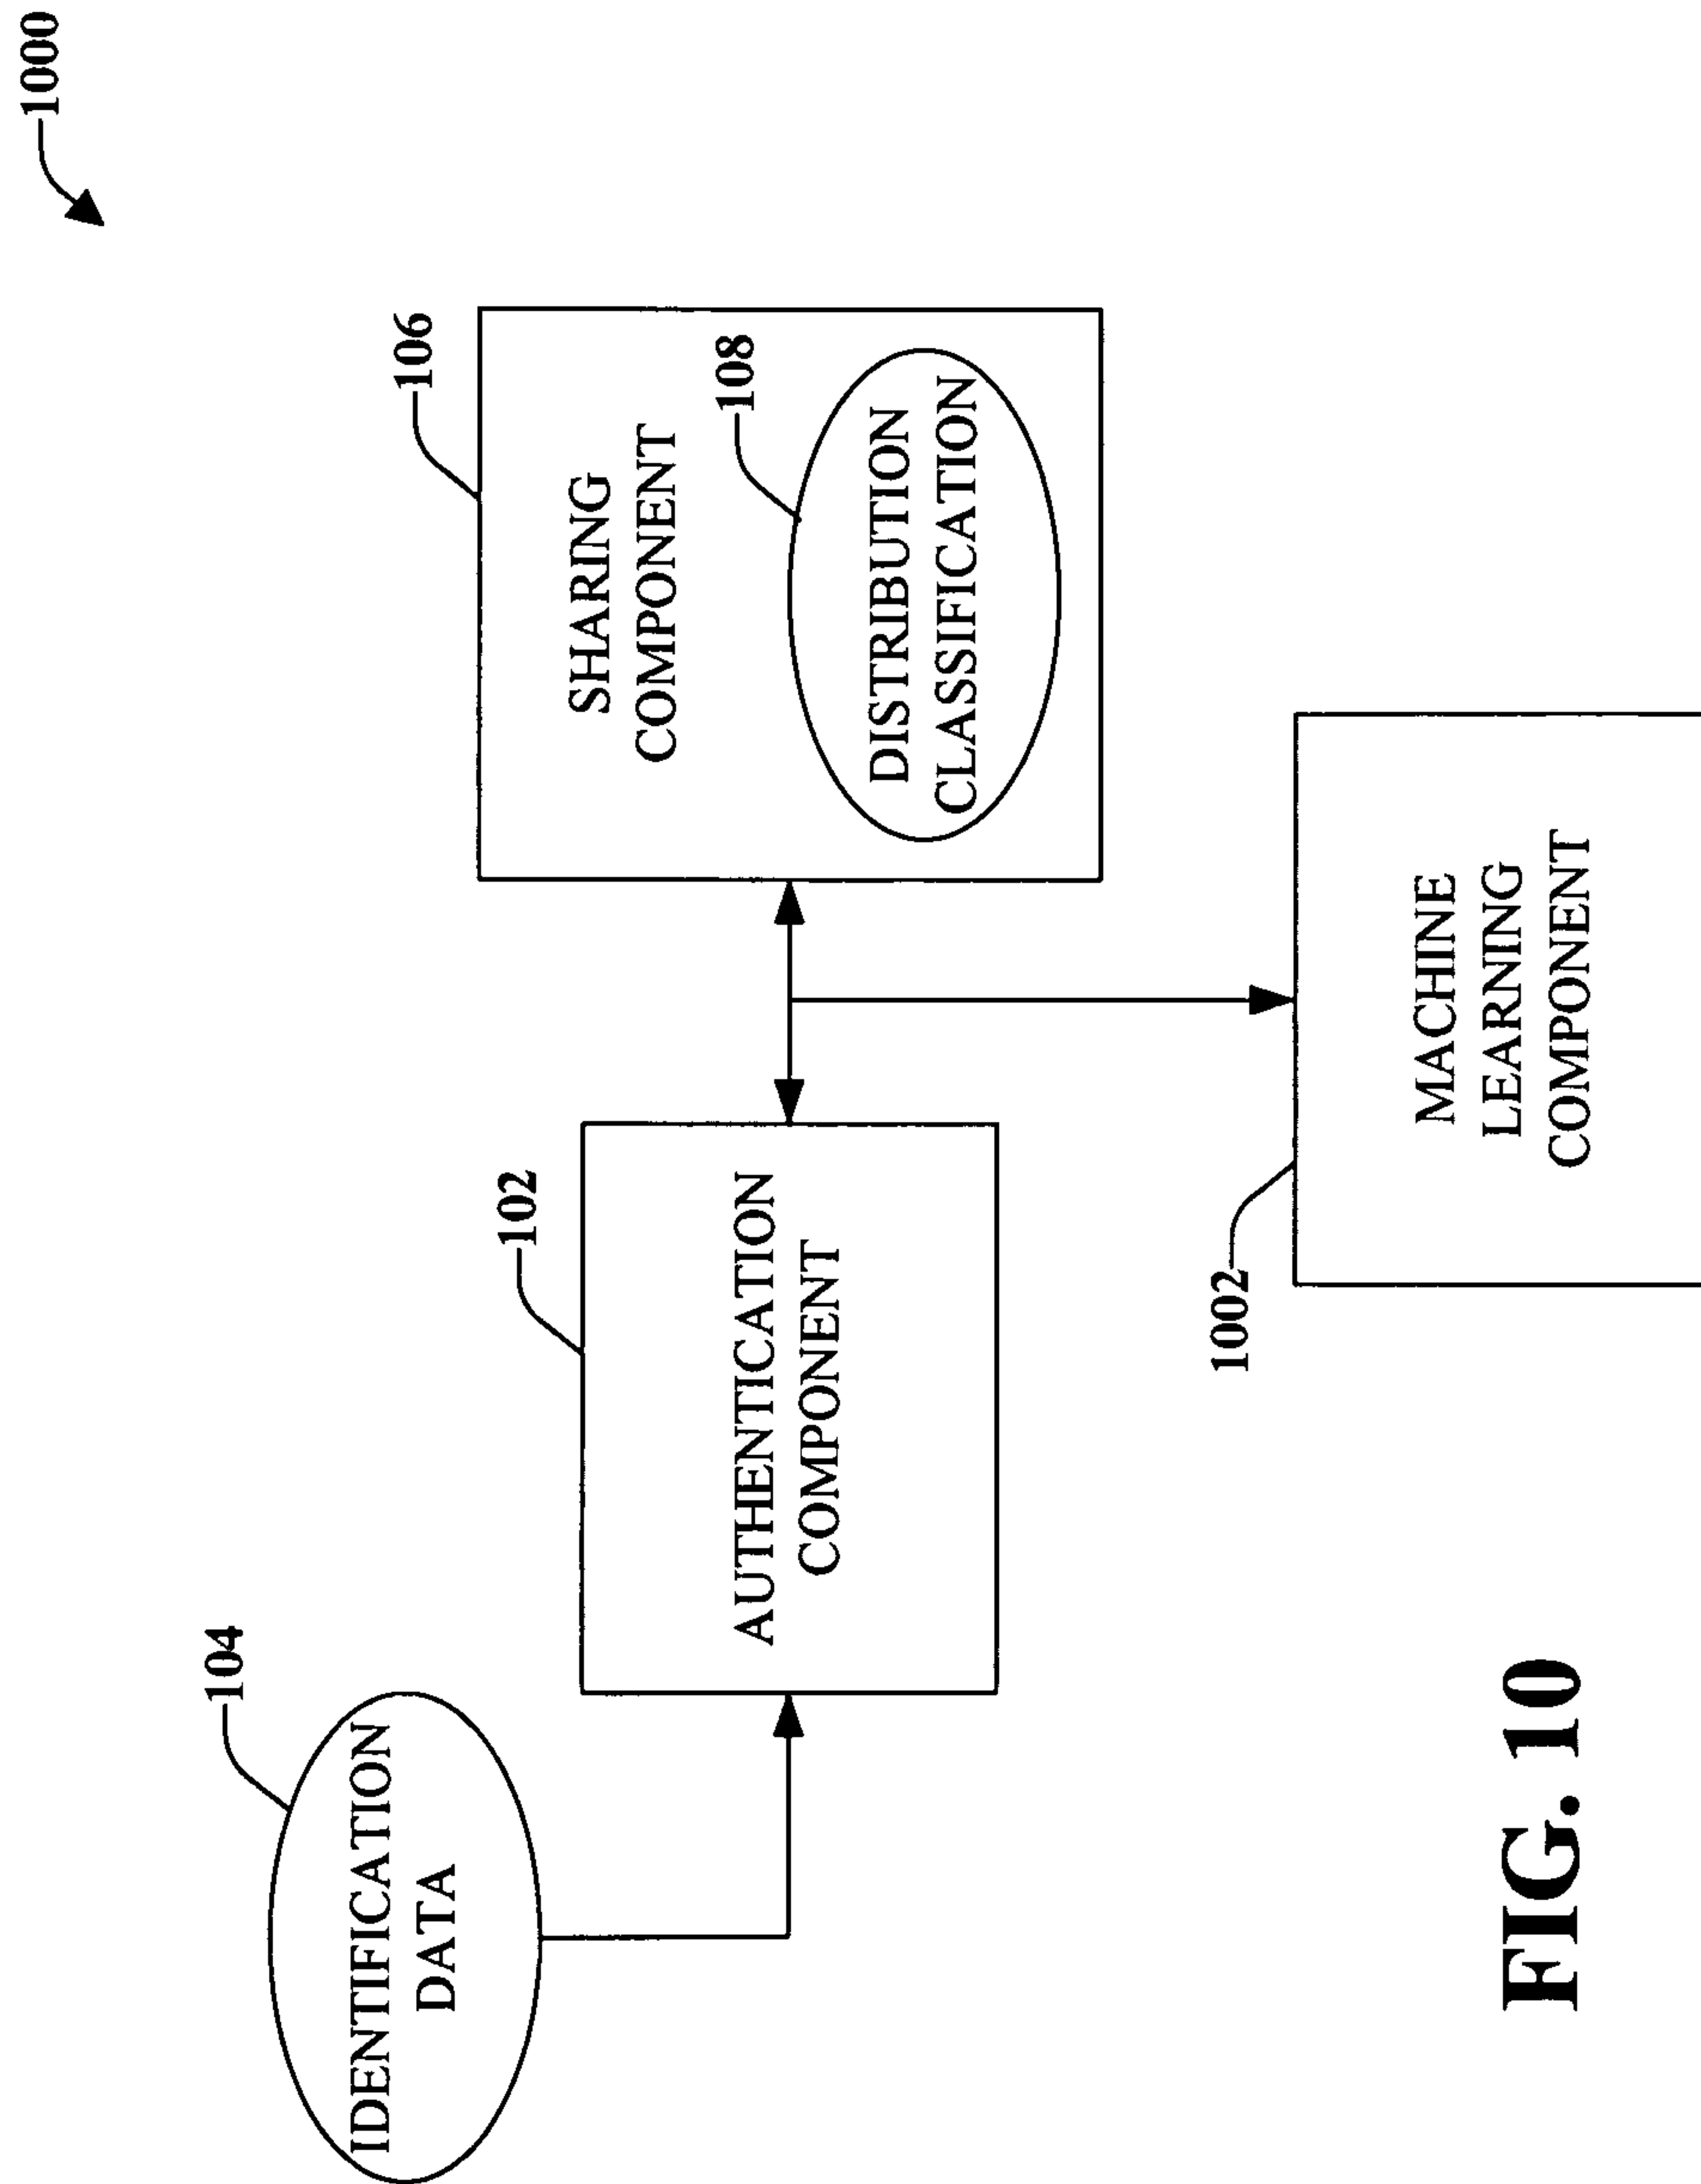 1000
104
IDENTIFICATION
DATA
102
AUTHENTICATION
COMPONENT
106
SHARING
COMPONENT
108
DISTRIBUTION
CLASSIFICATION
1002
MACHINE
LEARNING
COMPONENT
FIG. 10